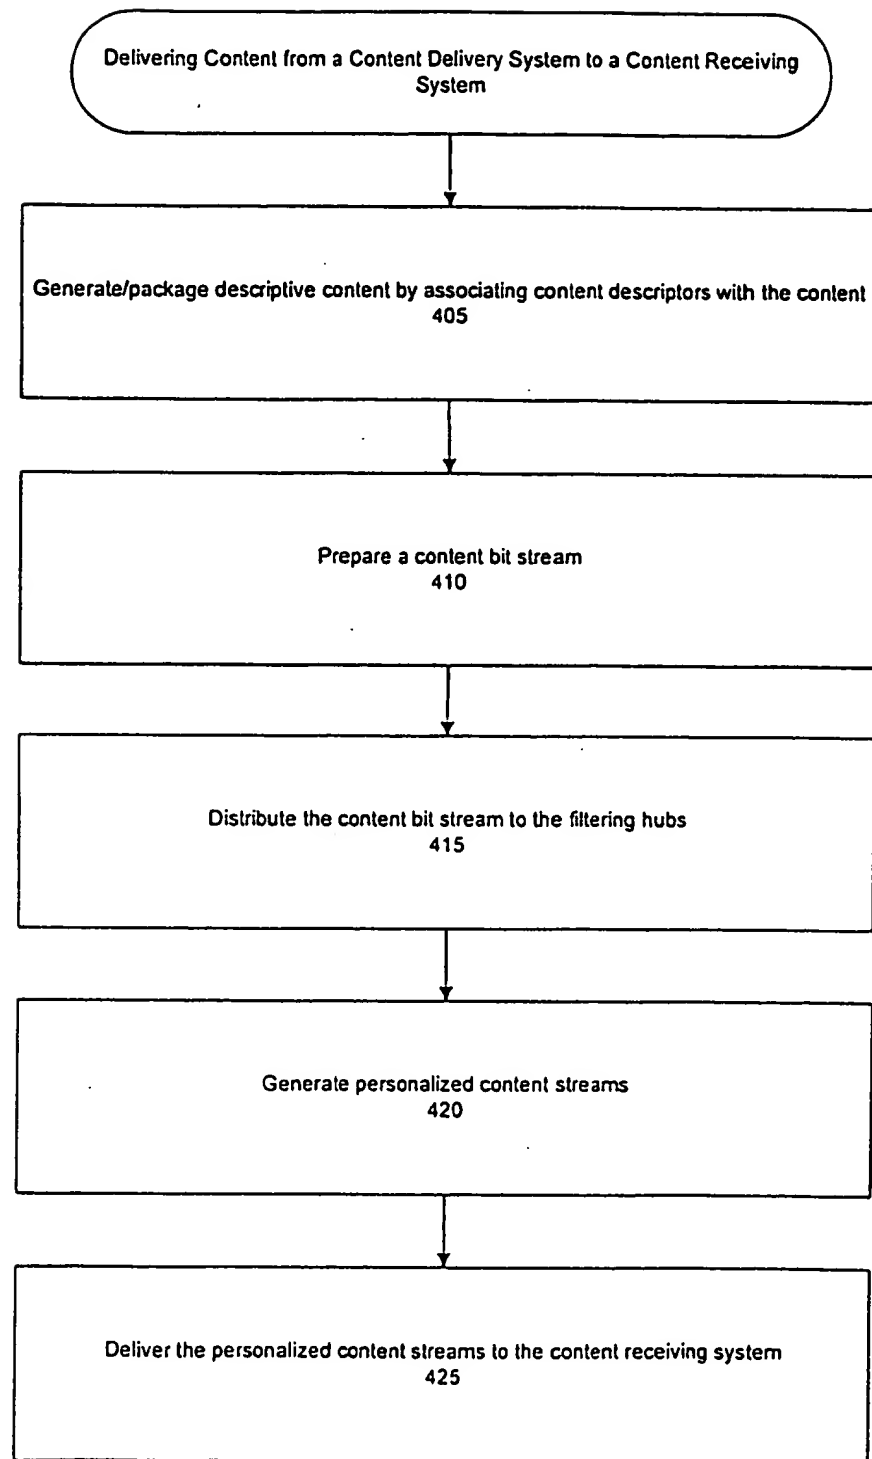 Delivering Content from a Content Delivery System to a Content Receiving
System
Generate/package descriptive content by associating content descriptors with the content
405
Prepare a content bit stream
410
Distribute the content bit stream to the filtering hubs
415
Generate personalized content streams
420
Deliver the personalized content streams to the content receiving system
425